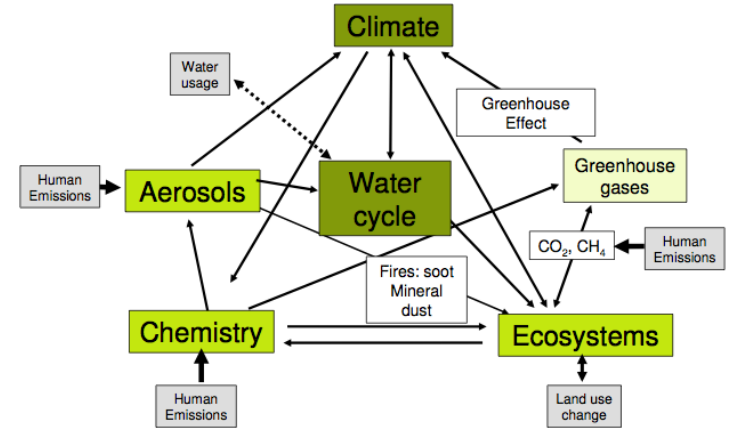 Climate
Water
usage
Greenhouse
Effect
Human
Emissions
Aerosols
Water
cycle
Greenhouse
gases
CO₂, CH₄
Human
Emissions
Fires: soot
Mineral
dust
Chemistry
Ecosystems
Human
Emissions
Land use
change